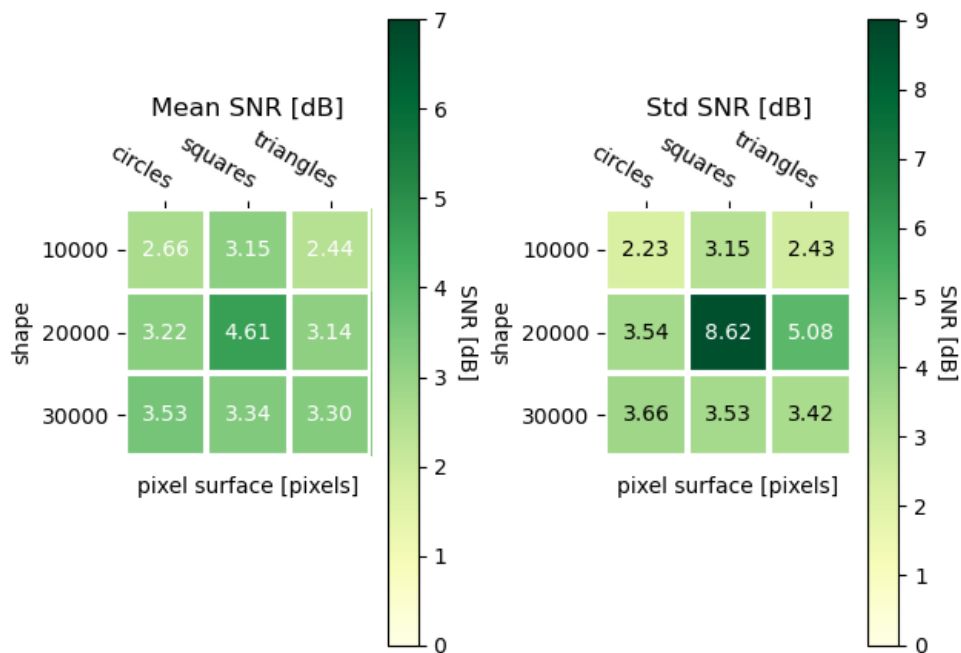 Mean SNR [dB]
circles squares triangles
10000 2.66 3.15 2.44
20000 3.22 4.61 3.14
30000 3.53 3.34 3.30
shape
pixel surface [pixels]
7
6
5
4
3
2
1
0
SNR [dB]
Std SNR [dB]
circles squares triangles
10000 2.23 3.15 2.43
20000 3.54 8.62 5.08
30000 3.66 3.53 3.42
shape
pixel surface [pixels]
9
8
7
6
5
4
3
2
1
0
SNR [dB]